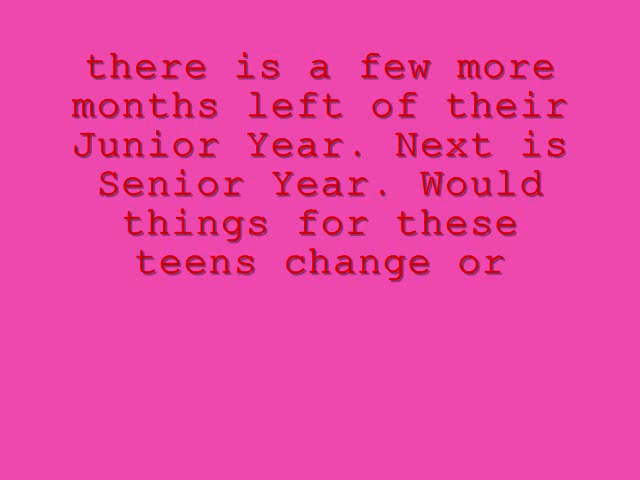 there is a few more
months left of their
Junior Year. Next is
Senior Year. Would
things for these
teens change or